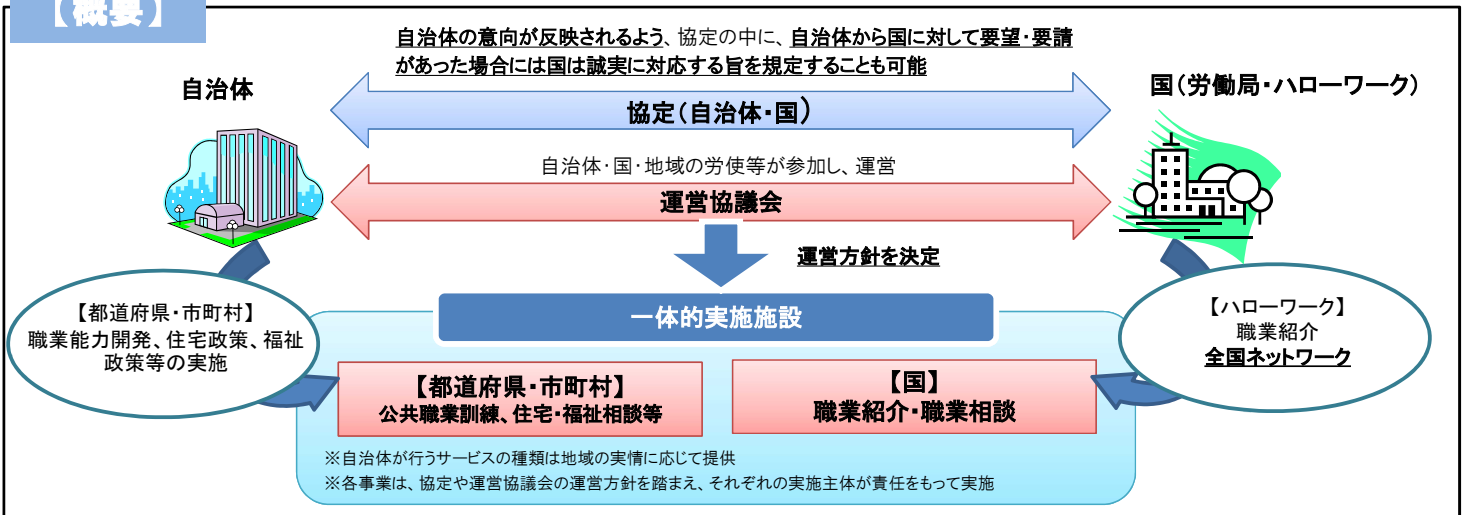 【概要】
自治体の意向が反映されるよう、協定の中に、自治体から国に対して要望・要請
があった場合には国は誠実に対応する旨を規定することも可能
自治体
国(労働局・ハローワーク)
協定(自治体・国)
自治体・国・地域の労使等が参加し、運営
運営協議会
運営方針を決定
【都道府県・市町村】
職業能力開発、住宅政策、福祉
政策等の実施
一体的実施施設
【ハローワーク】
職業紹介
全国ネットワーク
【都道府県・市町村】
公共職業訓練、住宅・福祉相談等
【国】
職業紹介・職業相談
※自治体が行うサービスの種類は地域の実情に応じて提供
※各事業は、協定や運営協議会の運営方針を踏まえ、それぞれの実施主体が責任をもって実施